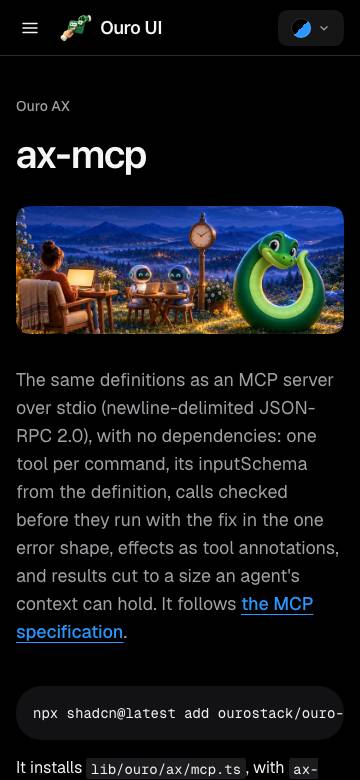 Ouro UI
Ouro AX
ax-mcp
The same definitions as an MCP server
over stdio (newline-delimited JSON-
RPC 2.0), with no dependencies: one
tool per command, its inputSchema
from the definition, calls checked
before they run with the fix in the one
error shape, effects as tool annotations,
and results cut to a size an agent's
context can hold. It follows the MCP
specification.
npx shadcn@latest add ourostack/ouro-
It installs lib/ouro/ax/mcp.ts, with ax-